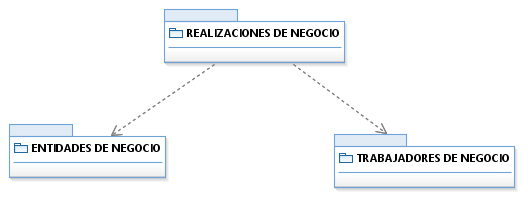 REALIZACIONES DE NEGOCIO
ENTIDADES DE NEGOCIO
TRABAJADORES DE NEGOCIO